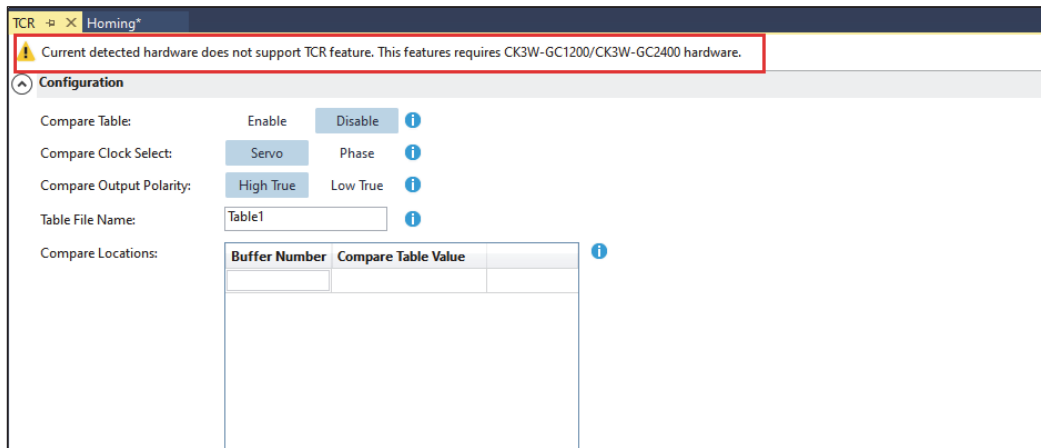 TCR Homing*
Current detected hardware does not support TCR feature. This features requires CK3W-GC1200/CK3W-GC2400 hardware.
Configuration
Compare Table: Enable Disable
Compare Clock Select: Servo Phase
Compare Output Polarity: High True Low True
Table File Name: Table1
Compare Locations:
Buffer Number Compare Table Value